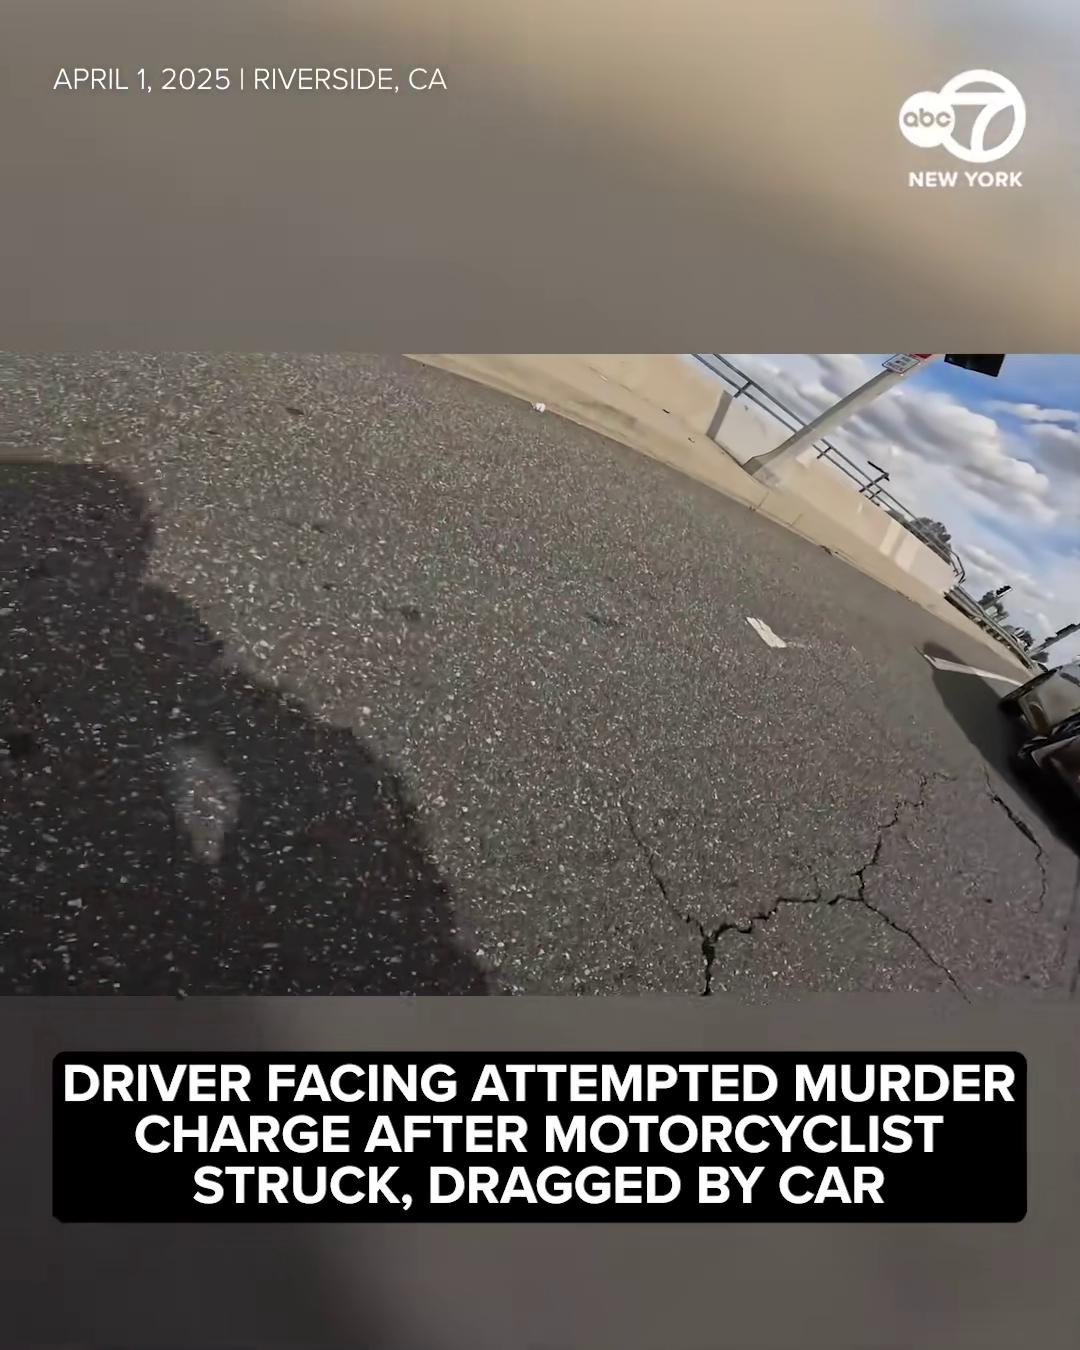 APRIL 1, 2025 | RIVERSIDE, CA
abc 7
NEW YORK
DRIVER FACING ATTEMPTED MURDER
CHARGE AFTER MOTORCYCLIST
STRUCK, DRAGGED BY CAR